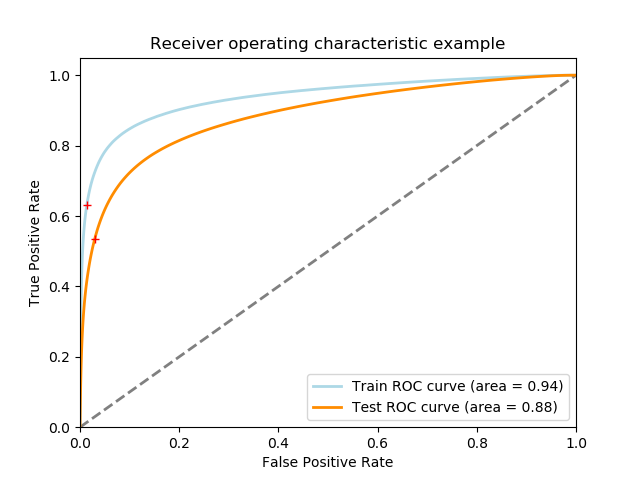 Receiver operating characteristic example
True Positive Rate
1.0
0.8
0.6
0.4
0.2
0.0
0.0 0.2 0.4 0.6 0.8 1.0
False Positive Rate
Train ROC curve (area = 0.94)
Test ROC curve (area = 0.88)